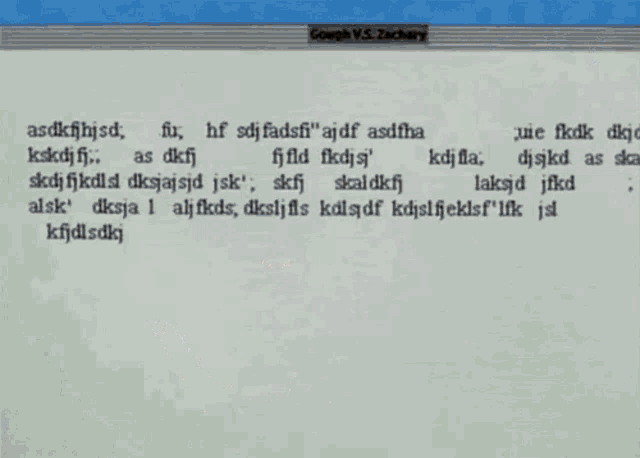 Gough V.S. Zachary
asdkfjhjsd; fu; hf sdjfadsfi"ajdf asdfha ;uie fkdk dkjd
kskdjfj;; as dkfj fjfld fkdjsj' kdjfla; djsjkd as ska
skdjfjkdlsl dksjajsjd jsk'; skfj skaldkfj laksjd jfkd ;
alsk' dksja l aljfkds; dksljfls kdlsjdf kdjslfjeklsf'lfk jsl
kfjdlsdkj